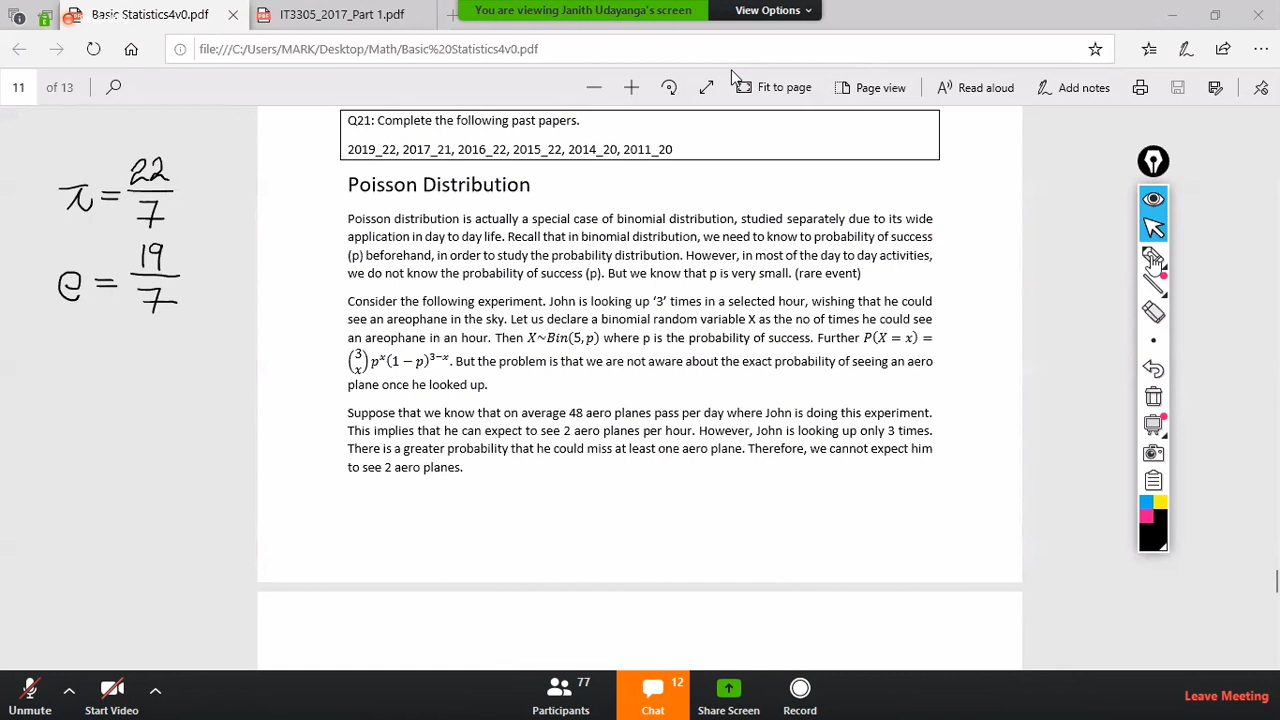 Basic Statistics4v0.pdf
IT3305_2017_Part 1.pdf
You are viewing Janith Udayanga's screen
View Options
file:///C:/Users/MARK/Desktop/Math/Basic%20Statistics4v0.pdf
11 of 13
Fit to page
Page view
Read aloud
Add notes
Q21: Complete the following past papers.
2019_22, 2017_21, 2016_22, 2015_22, 2014_20, 2011_20
π = 22/7
e = 19/7
Poisson Distribution
Poisson distribution is actually a special case of binomial distribution, studied separately due to its wide
application in day to day life. Recall that in binomial distribution, we need to know to probability of success
(p) beforehand, in order to study the probability distribution. However, in most of the day to day activities,
we do not know the probability of success (p). But we know that p is very small. (rare event)
Consider the following experiment. John is looking up ‘3’ times in a selected hour, wishing that he could
see an areophane in the sky. Let us declare a binomial random variable X as the no of times he could see
an areophane in an hour. Then X~Bin(5, p) where p is the probability of success. Further P(X = x) =
(3 x) pˣ(1 − p)³⁻ˣ. But the problem is that we are not aware about the exact probability of seeing an aero
plane once he looked up.
Suppose that we know that on average 48 aero planes pass per day where John is doing this experiment.
This implies that he can expect to see 2 aero planes per hour. However, John is looking up only 3 times.
There is a greater probability that he could miss at least one aero plane. Therefore, we cannot expect him
to see 2 aero planes.
Unmute
Start Video
77
Participants
12
Chat
Share Screen
Record
Leave Meeting